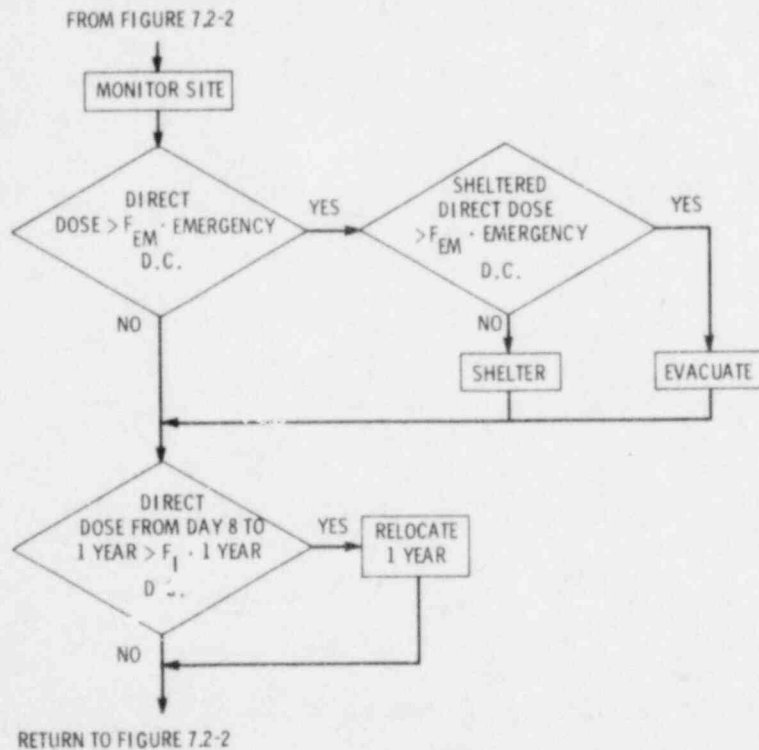 FROM FIGURE 7.2-2
MONITOR SITE
DIRECT
DOSE > F_EM · EMERGENCY
D.C.
YES
SHELTERED
DIRECT DOSE
> F_EM · EMERGENCY
D.C.
YES
NO
NO
SHELTER
EVACUATE
DIRECT
DOSE FROM DAY 8 TO
1 YEAR > F_1 · 1 YEAR
D
YES
RELOCATE
1 YEAR
NO
RETURN TO FIGURE 7.2-2